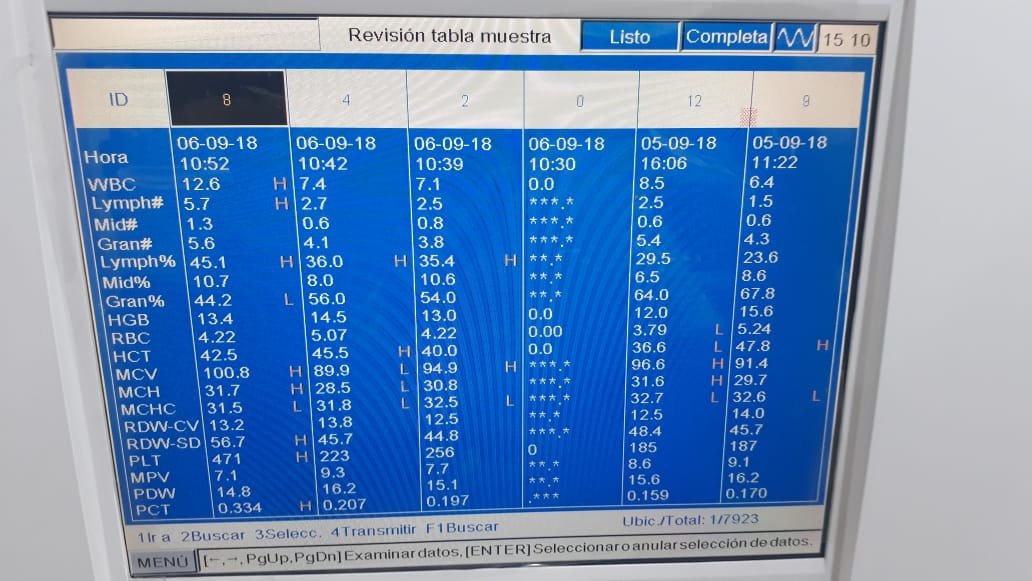 Revisión tabla muestra Listo Completa 15 10
ID 8 4 2 0 12 9
06-09-18 06-09-18 06-09-18 06-09-18 05-09-18 05-09-18
Hora 10:52 10:42 10:39 10:30 16:06 11:22
WBC 12.6 H 7.4 7.1 0.0 8.5 6.4
Lymph# 5.7 H 2.7 2.5 ***.* 2.5 1.5
Mid# 1.3 0.6 0.8 ***.* 0.6 0.6
Gran# 5.6 4.1 3.8 ***.* 5.4 4.3
Lymph% 45.1 H 36.0 H 35.4 H **.* 29.5 23.6
Mid% 10.7 8.0 10.6 **.* 6.5 8.6
Gran% 44.2 L 56.0 54.0 **.* 64.0 67.8
HGB 13.4 14.5 13.0 0.0 12.0 15.6
RBC 4.22 5.07 4.22 0.00 3.79 L 5.24
HCT 42.5 45.5 H 40.0 0.0 36.6 L 47.8 H
MCV 100.8 H 89.9 L 94.9 H ***.* 96.6 H 91.4
MCH 31.7 H 28.5 L 30.8 ***.* 31.6 H 29.7
MCHC 31.5 L 31.8 L 32.5 L ***.* 32.7 L 32.6 L
RDW-CV 13.2 13.8 12.5 **.* 12.5 14.0
RDW-SD 56.7 H 45.7 44.8 ***.* 48.4 45.7
PLT 471 H 223 256 0 185 187
MPV 7.1 9.3 7.7 **.* 8.6 9.1
PDW 14.8 16.2 15.1 **.* 15.6 16.2
PCT 0.334 H 0.207 0.197 .*** 0.159 0.170
1Ir a 2Buscar 3Selecc. 4Transmitir F1Buscar Ubic./Total: 1/7923
MENÚ [←,→, PgUp,PgDn] Examinar datos, [ENTER] Seleccionar o anular selección de datos.